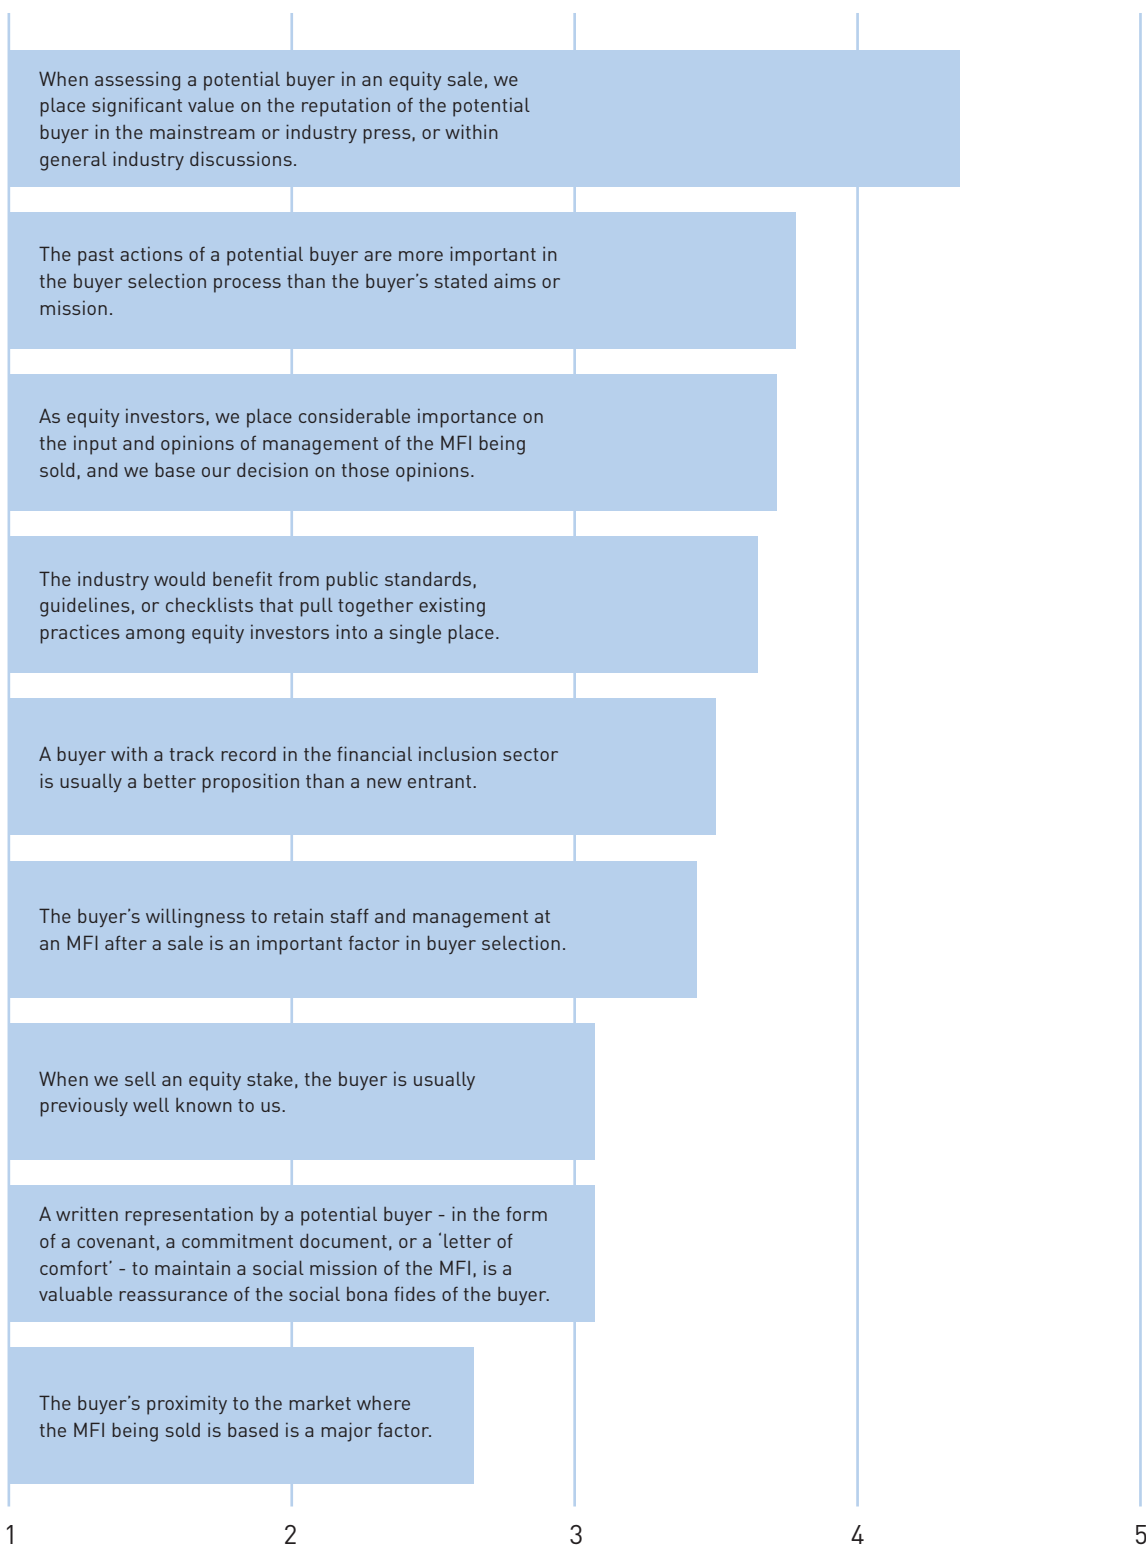 When assessing a potential buyer in an equity sale, we
place significant value on the reputation of the potential
buyer in the mainstream or industry press, or within
general industry discussions.
The past actions of a potential buyer are more important in
the buyer selection process than the buyer’s stated aims or
mission.
As equity investors, we place considerable importance on
the input and opinions of management of the MFI being
sold, and we base our decision on those opinions.
The industry would benefit from public standards,
guidelines, or checklists that pull together existing
practices among equity investors into a single place.
A buyer with a track record in the financial inclusion sector
is usually a better proposition than a new entrant.
The buyer’s willingness to retain staff and management at
an MFI after a sale is an important factor in buyer selection.
When we sell an equity stake, the buyer is usually
previously well known to us.
A written representation by a potential buyer - in the form
of a covenant, a commitment document, or a ‘letter of
comfort’ - to maintain a social mission of the MFI, is a
valuable reassurance of the social bona fides of the buyer.
The buyer’s proximity to the market where
the MFI being sold is based is a major factor.
1 2 3 4 5